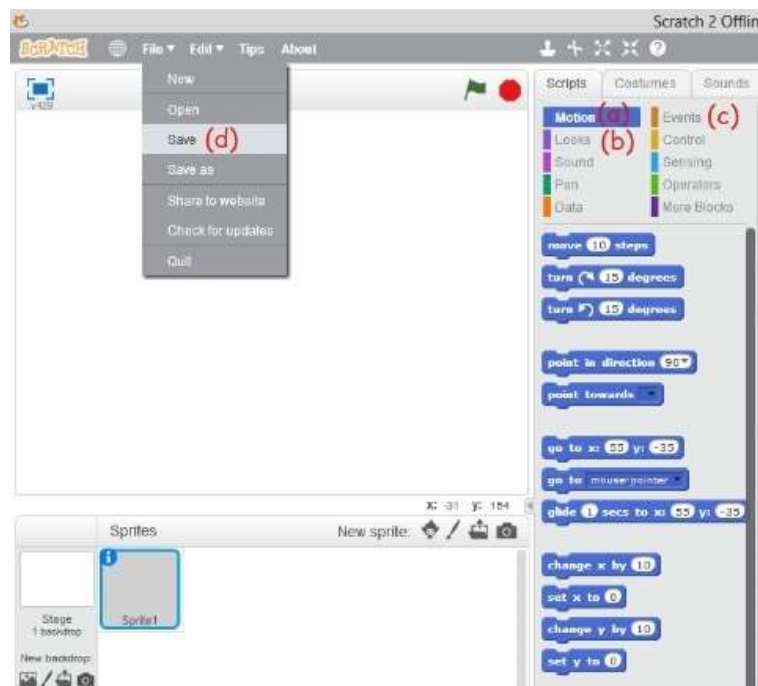 Scratch 2 Offlin
SCRATCH File Edit Tips About
New
Open
Save (d)
Save as
Share to website
Check for updates
Quit
v429
Scripts Costumes Sounds
Motion (a) Events (c)
Looks (b) Control
Sound Sensing
Pen Operators
Data More Blocks
move 10 steps
turn 15 degrees
turn 15 degrees
point in direction 90
point towards
go to x: 55 y: -35
go to mouse-pointer
glide 1 secs to x: 55 y: -35
change x by 10
set x to 0
change y by 10
set y to 0
X: -31 y: 184
Sprites New sprite:
Stage
1 backdrop
Sprite1
New backdrop: